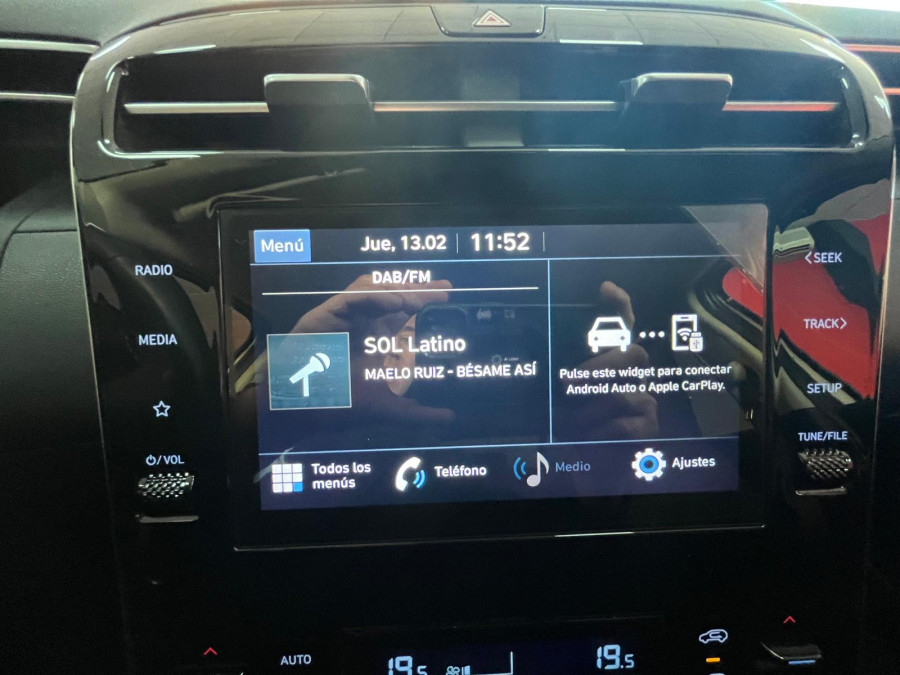 Menú
Jue, 13.02
11:52
RADIO
MEDIA
VOL
DAB/FM
SOL Latino
MAELO RUIZ - BÉSAME ASÍ
Pulse este widget para conectar
Android Auto o Apple CarPlay.
Todos los
menús
Teléfono
Medio
Ajustes
<SEEK
TRACK>
SETUP
TUNE/FILE
AUTO
19.5
19.5